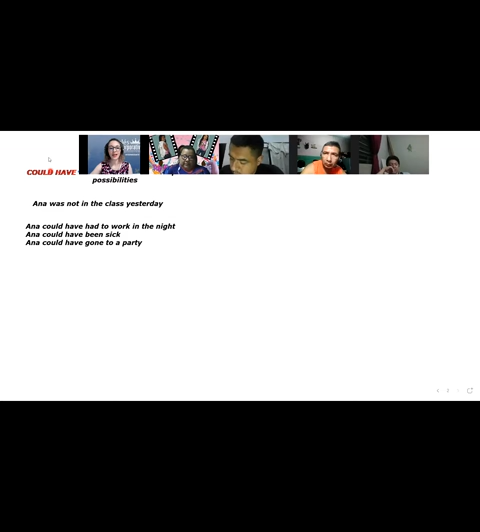 COULD HAVE
possibilities
Ana was not in the class yesterday
Ana could have had to work in the night
Ana could have been sick
Ana could have gone to a party